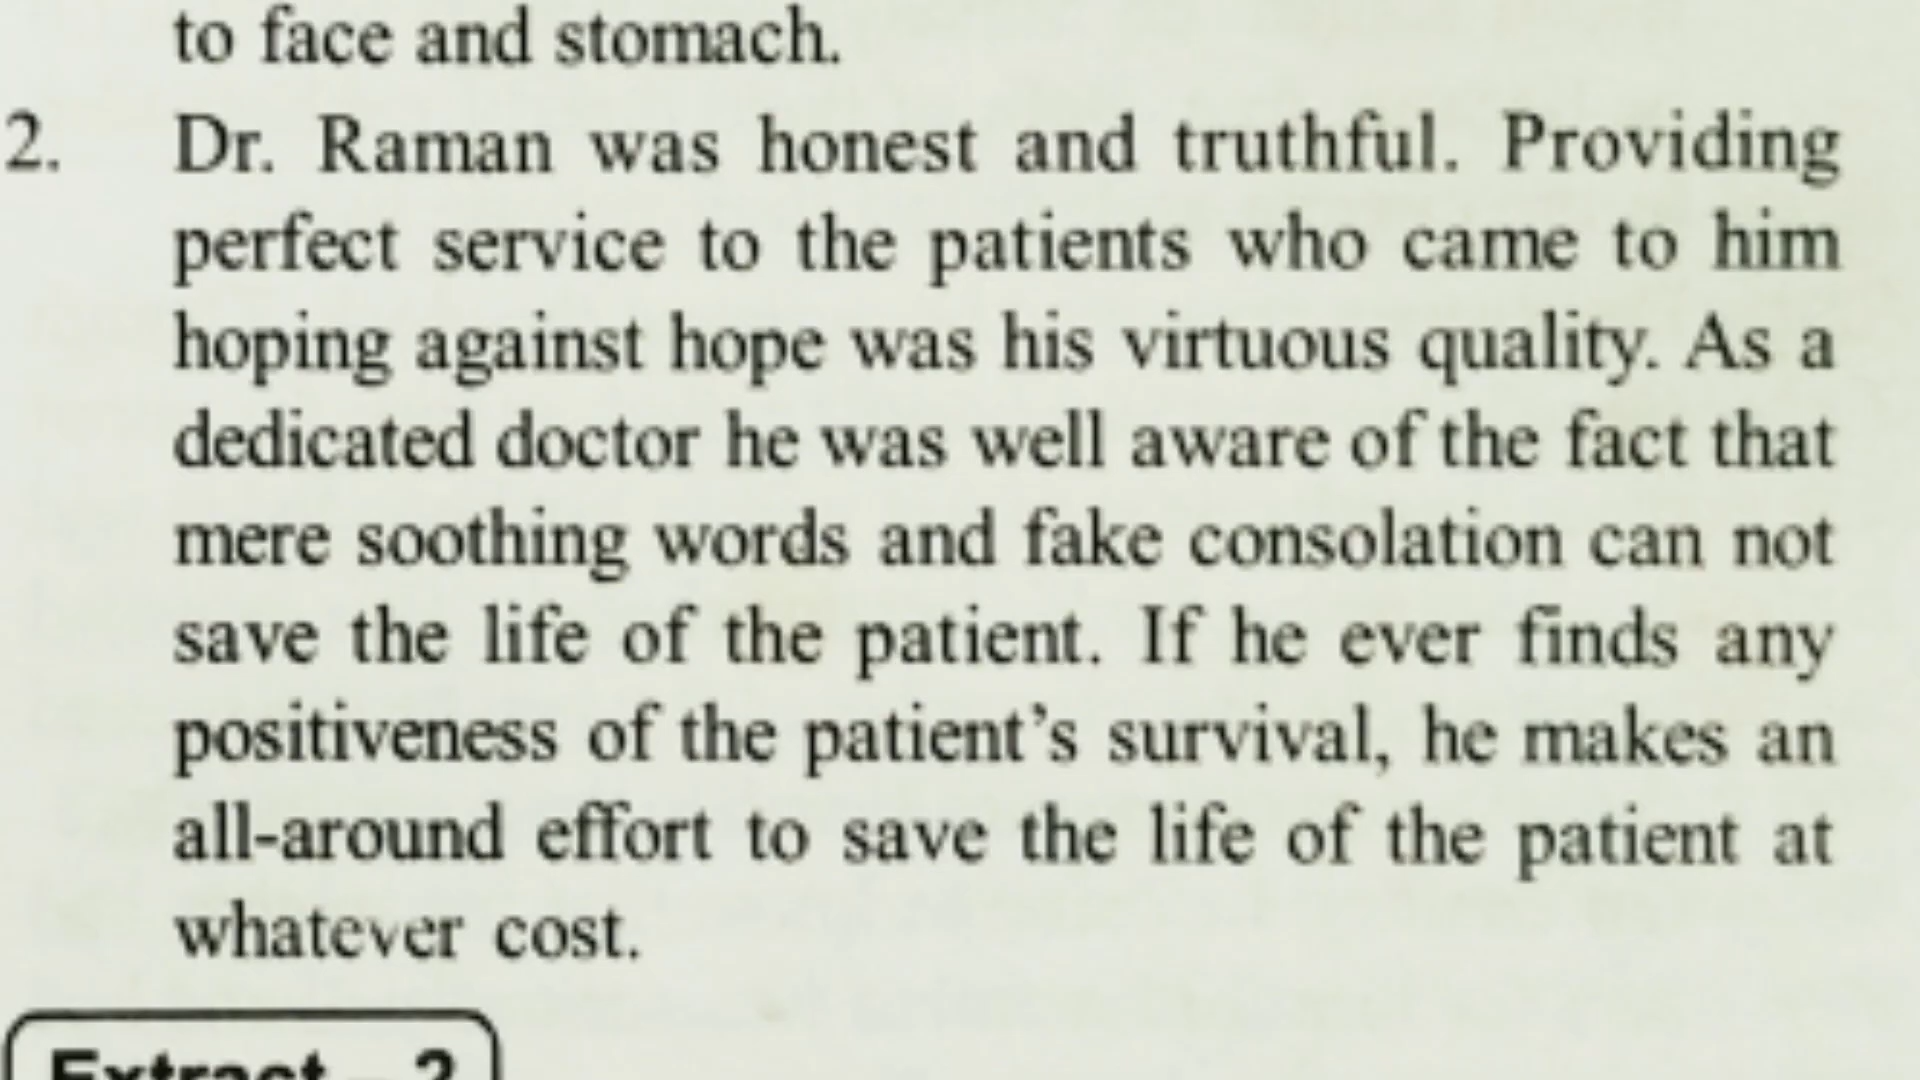 to face and stomach.
2. Dr. Raman was honest and truthful. Providing
perfect service to the patients who came to him
hoping against hope was his virtuous quality. As a
dedicated doctor he was well aware of the fact that
mere soothing words and fake consolation can not
save the life of the patient. If he ever finds any
positiveness of the patient's survival, he makes an
all-around effort to save the life of the patient at
whatever cost.
Extract – 2